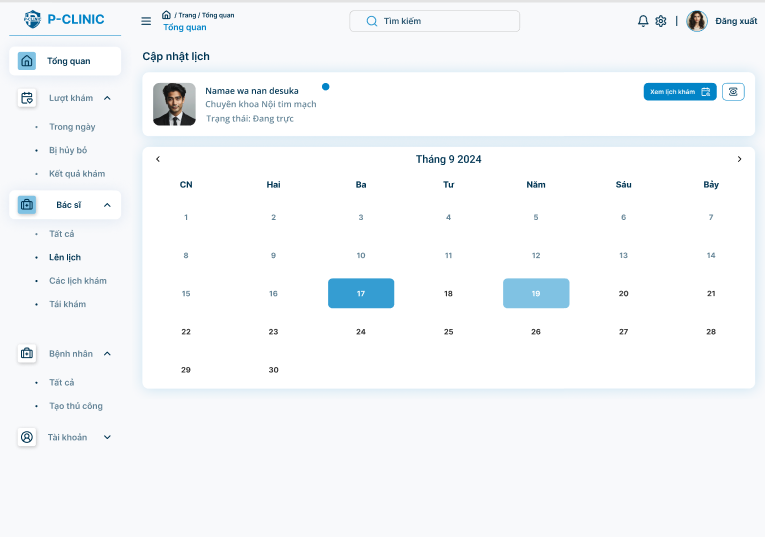 P-CLINIC
/ Trang / Tổng quan
Tổng quan
Tìm kiếm
Đăng xuất
Tổng quan
Lượt khám
Trong ngày
Bị hủy bỏ
Kết quả khám
Bác sĩ
Tất cả
Lên lịch
Các lịch khám
Tái khám
Bệnh nhân
Tất cả
Tạo thủ công
Tài khoản
Cập nhật lịch
Namae wa nan desuka
Chuyên khoa Nội tim mạch
Trạng thái: Đang trực
Xem lịch khám
Tháng 9 2024
CN Hai Ba Tư Năm Sáu Bảy
1 2 3 4 5 6 7
8 9 10 11 12 13 14
15 16 17 18 19 20 21
22 23 24 25 26 27 28
29 30